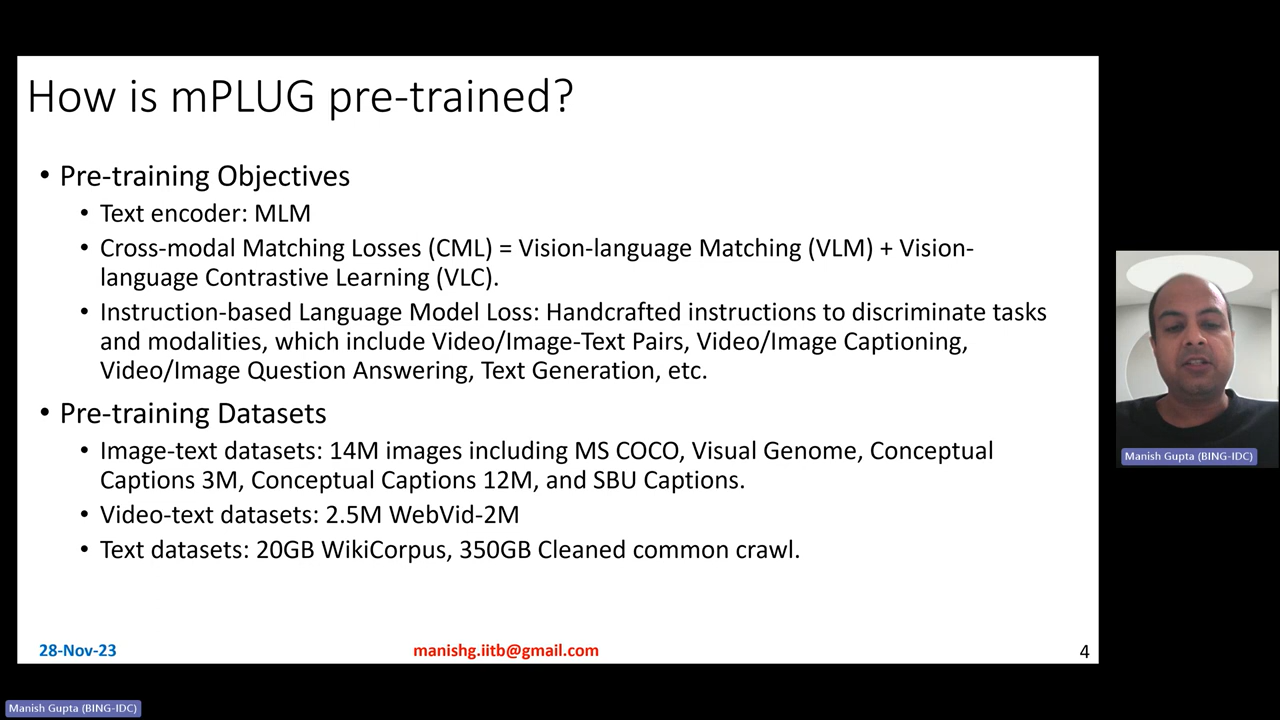 How is mPLUG pre-trained?
• Pre-training Objectives
• Text encoder: MLM
• Cross-modal Matching Losses (CML) = Vision-language Matching (VLM) + Vision-
language Contrastive Learning (VLC).
• Instruction-based Language Model Loss: Handcrafted instructions to discriminate tasks
and modalities, which include Video/Image-Text Pairs, Video/Image Captioning,
Video/Image Question Answering, Text Generation, etc.
• Pre-training Datasets
• Image-text datasets: 14M images including MS COCO, Visual Genome, Conceptual
Captions 3M, Conceptual Captions 12M, and SBU Captions.
• Video-text datasets: 2.5M WebVid-2M
• Text datasets: 20GB WikiCorpus, 350GB Cleaned common crawl.
28-Nov-23
manishg.iitb@gmail.com
4
Manish Gupta (BING-IDC)
Manish Gupta (BING-IDC)